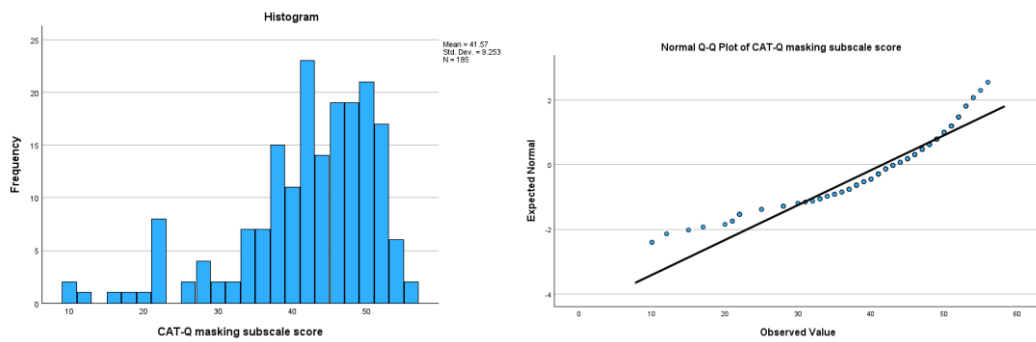 Histogram
Mean = 41.57
Std. Dev. = 9.253
N = 185
25
20
15
10
5
0
Frequency
10
20
30
40
50
CAT-Q masking subscale score
Normal Q-Q Plot of CAT-Q masking subscale score
2
0
-2
-4
Expected Normal
0
10
20
30
40
50
60
Observed Value